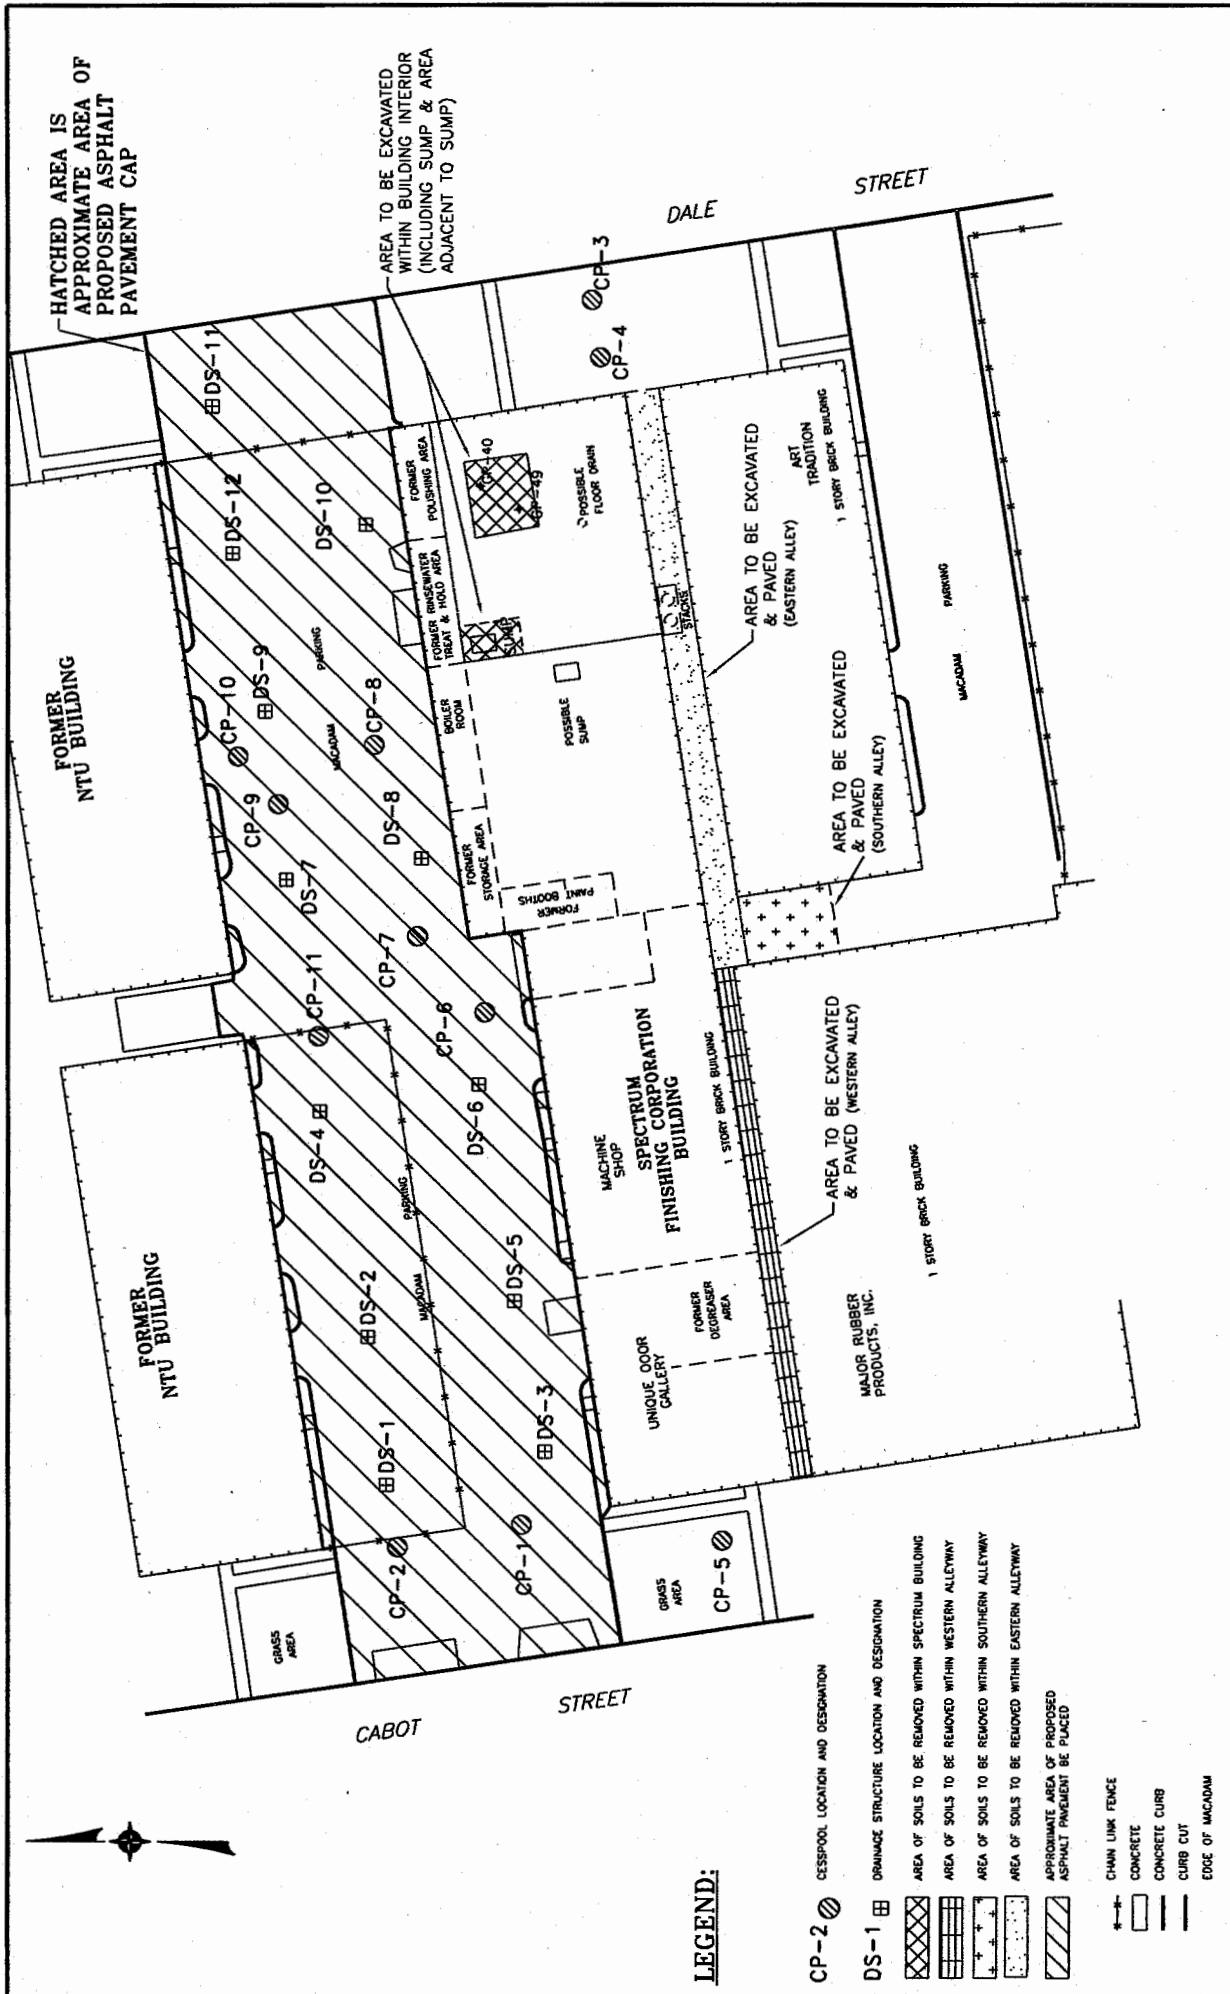 HATCHED AREA IS
APPROXIMATE AREA OF
PROPOSED ASPHALT
PAVEMENT CAP
AREA TO BE EXCAVATED
WITHIN BUILDING INTERIOR
(INCLUDING SUMP & AREA
ADJACENT TO SUMP)
DALE
STREET
FORMER
NTU BUILDING
FORMER
NTU BUILDING
DS-11
DS-12
DS-10
CP-3
CP-4
CP-10
DS-9
PARKING
MACADAM
CP-8
CP-9
DS-8
DS-7
CP-7
CP-11
CP-6
DS-4
DS-6
PARKING
MACADAM
DS-2
DS-5
DS-1
DS-3
CP-2
CP-1
CP-5
FORMER
POLISHING AREA
FORMER RINSEWATER
TREAT & HOLD AREA
GP-40
GP-49
POSSIBLE
FLOOR DRAIN
SUMP
BOILER
ROOM
POSSIBLE
SUMP
STACKS
FORMER
STORAGE AREA
FORMER
PAINT BOOTHS
ART
TRADITION
1 STORY BRICK BUILDING
AREA TO BE EXCAVATED
& PAVED
(EASTERN ALLEY)
PARKING
MACADAM
AREA TO BE EXCAVATED
& PAVED
(SOUTHERN ALLEY)
MACHINE
SHOP
SPECTRUM
FINISHING CORPORATION
BUILDING
1 STORY BRICK BUILDING
AREA TO BE EXCAVATED
& PAVED (WESTERN ALLEY)
UNIQUE DOOR
GALLERY
FORMER
DEGREASER
AREA
MAJOR RUBBER
PRODUCTS, INC.
1 STORY BRICK BUILDING
GRASS
AREA
GRASS
AREA
CABOT
STREET
LEGEND:
CP-2 CESSPOOL LOCATION AND DESIGNATION
DS-1 DRAINAGE STRUCTURE LOCATION AND DESIGNATION
AREA OF SOILS TO BE REMOVED WITHIN SPECTRUM BUILDING
AREA OF SOILS TO BE REMOVED WITHIN WESTERN ALLEYWAY
AREA OF SOILS TO BE REMOVED WITHIN SOUTHERN ALLEYWAY
AREA OF SOILS TO BE REMOVED WITHIN EASTERN ALLEYWAY
APPROXIMATE AREA OF PROPOSED
ASPHALT PAVEMENT BE PLACED
CHAIN LINK FENCE
CONCRETE
CONCRETE CURB
CURB CUT
EDGE OF MACADAM